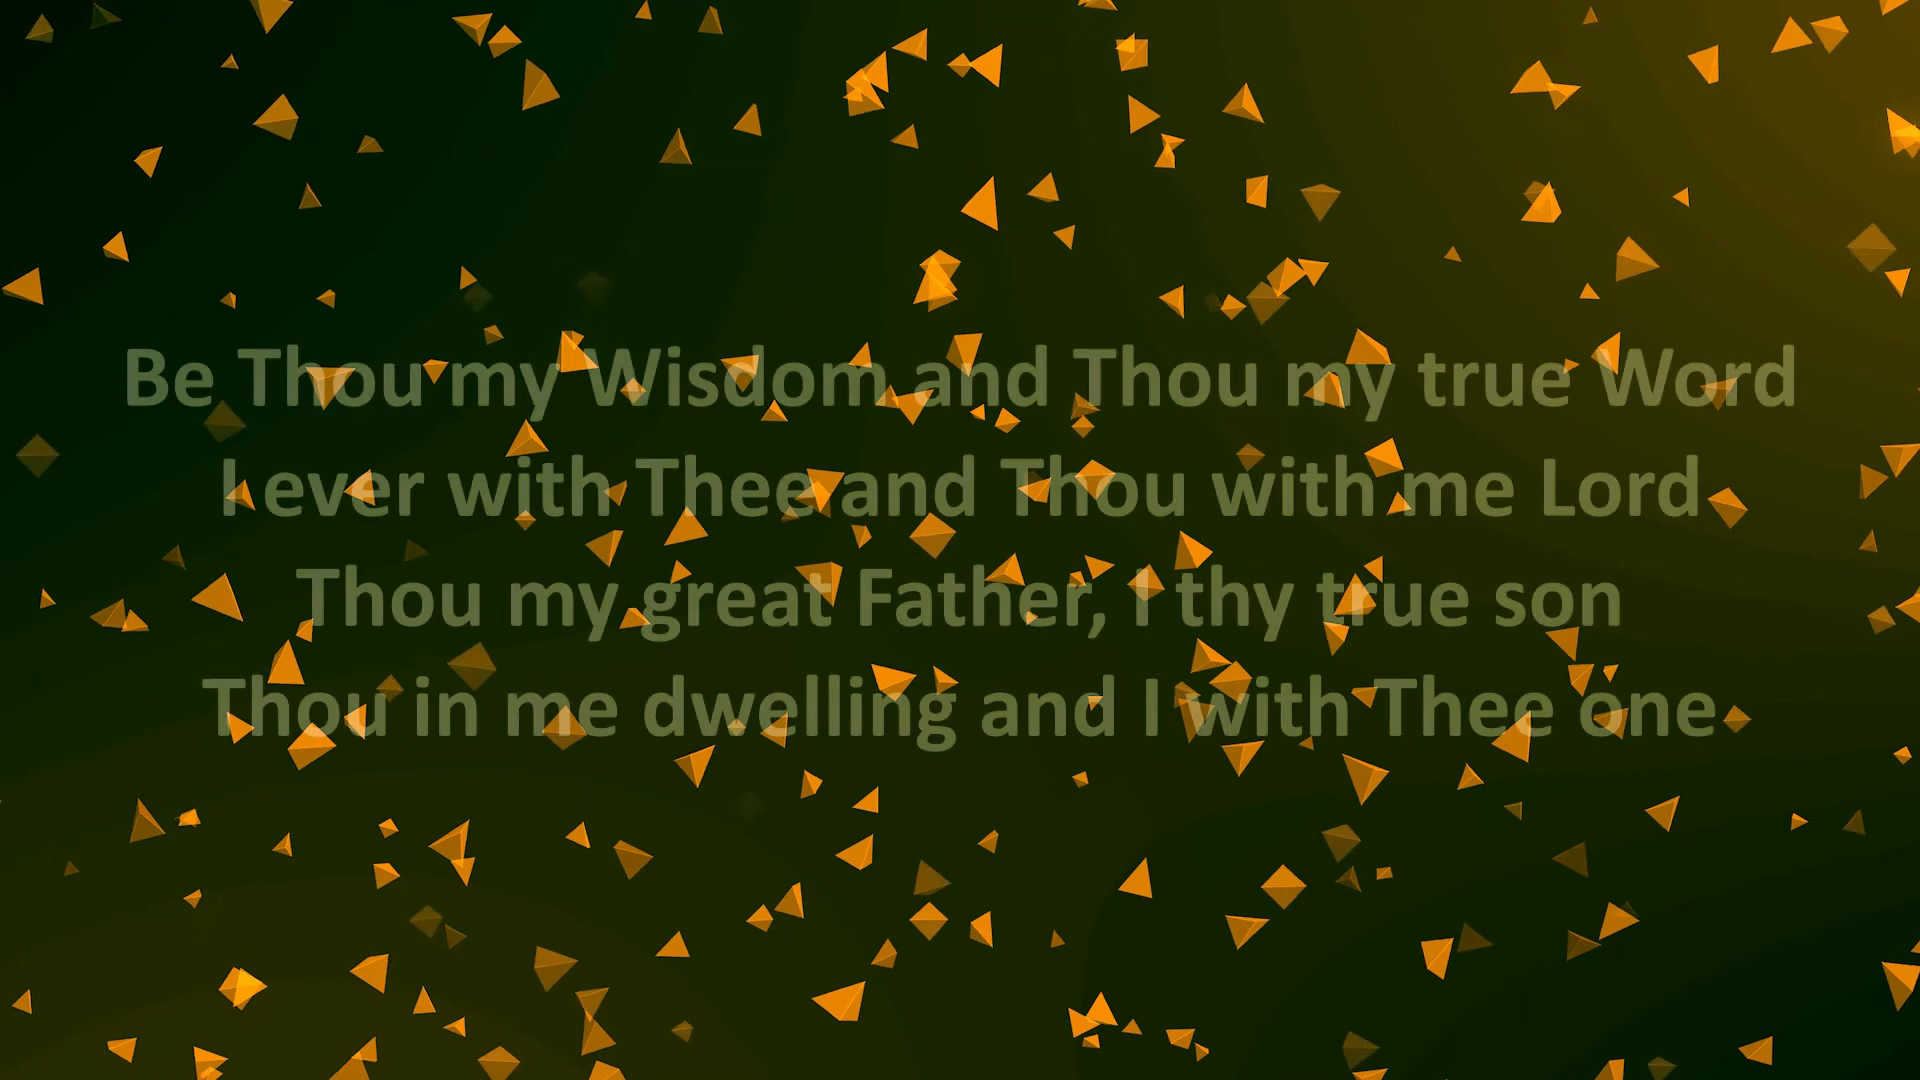 Be Thou my Wisdom and Thou my true Word
I ever with Thee and Thou with me Lord
Thou my great Father, I thy true son
Thou in me dwelling and I with Thee one